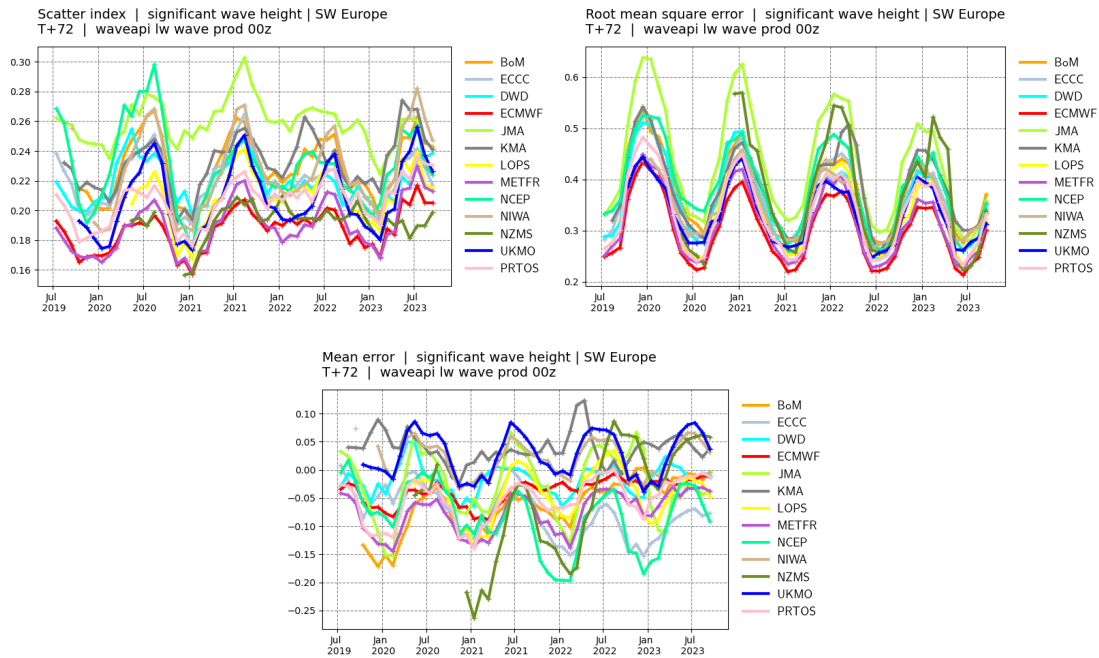 Scatter index | significant wave height | SW Europe
T+72 | waveapi lw wave prod 00z
0.30
0.28
0.26
0.24
0.22
0.20
0.18
0.16
Jul Jan Jul Jan Jul Jan Jul Jan Jul
2019 2020 2020 2021 2021 2022 2022 2023 2023
BoM
ECCC
DWD
ECMWF
JMA
KMA
LOPS
METFR
NCEP
NIWA
NZMS
UKMO
PRTOS
Root mean square error | significant wave height | SW Europe
T+72 | waveapi lw wave prod 00z
0.6
0.5
0.4
0.3
0.2
Jul Jan Jul Jan Jul Jan Jul Jan Jul
2019 2020 2020 2021 2021 2022 2022 2023 2023
BoM
ECCC
DWD
ECMWF
JMA
KMA
LOPS
METFR
NCEP
NIWA
NZMS
UKMO
PRTOS
Mean error | significant wave height | SW Europe
T+72 | waveapi lw wave prod 00z
0.10
0.05
0.00
−0.05
−0.10
−0.15
−0.20
−0.25
Jul Jan Jul Jan Jul Jan Jul Jan Jul
2019 2020 2020 2021 2021 2022 2022 2023 2023
BoM
ECCC
DWD
ECMWF
JMA
KMA
LOPS
METFR
NCEP
NIWA
NZMS
UKMO
PRTOS